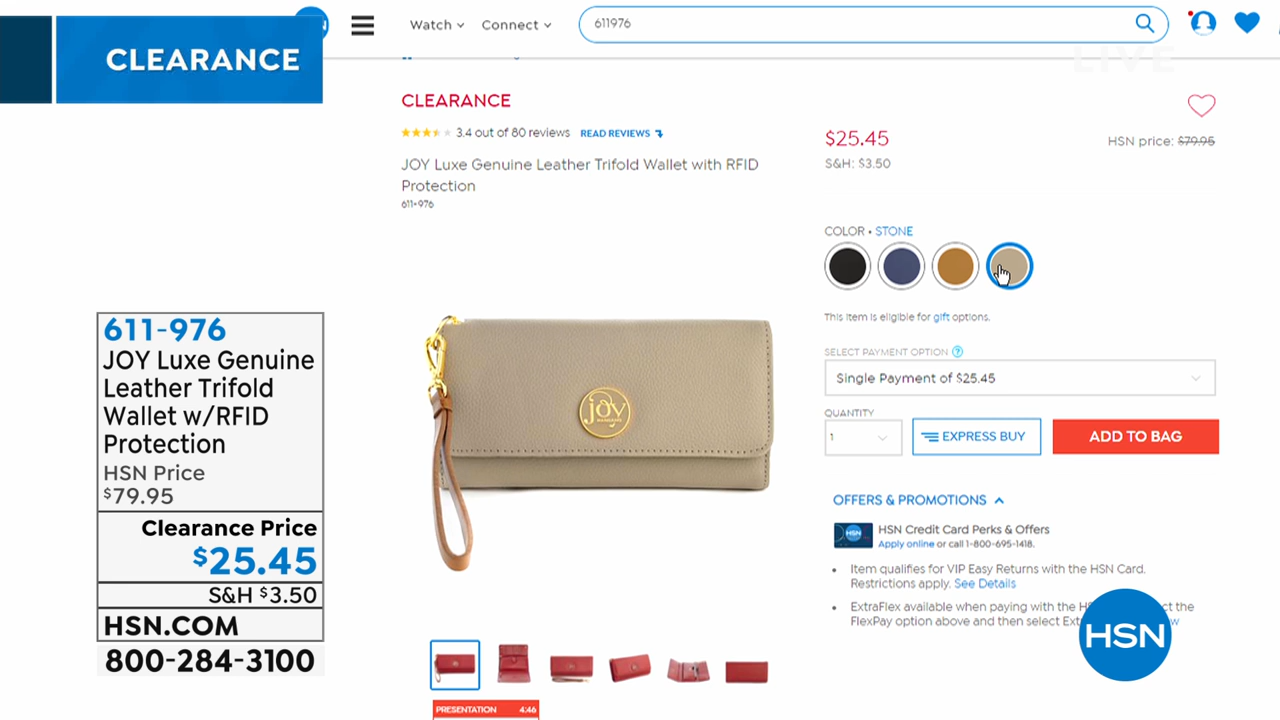 CLEARANCE
Watch
Connect
611976
LIVE
CLEARANCE
3.4 out of 80 reviews
READ REVIEWS
JOY Luxe Genuine Leather Trifold Wallet with RFID
Protection
611-976
$25.45
HSN price: $79.95
S&H: $3.50
COLOR • STONE
This item is eligible for gift options.
SELECT PAYMENT OPTION ?
Single Payment of $25.45
QUANTITY
1
EXPRESS BUY
ADD TO BAG
OFFERS & PROMOTIONS
HSN
HSN Credit Card Perks & Offers
Apply online or call 1-800-695-1418.
• Item qualifies for VIP Easy Returns with the HSN Card.
Restrictions apply. See Details
• ExtraFlex available when paying with the
ct the
FlexPay option above and then select
HSN
joy
611-976
JOY Luxe Genuine
Leather Trifold
Wallet w/RFID
Protection
HSN Price
$79.95
Clearance Price
$25.45
S&H $3.50
HSN.COM
800-284-3100
PRESENTATION 4:46